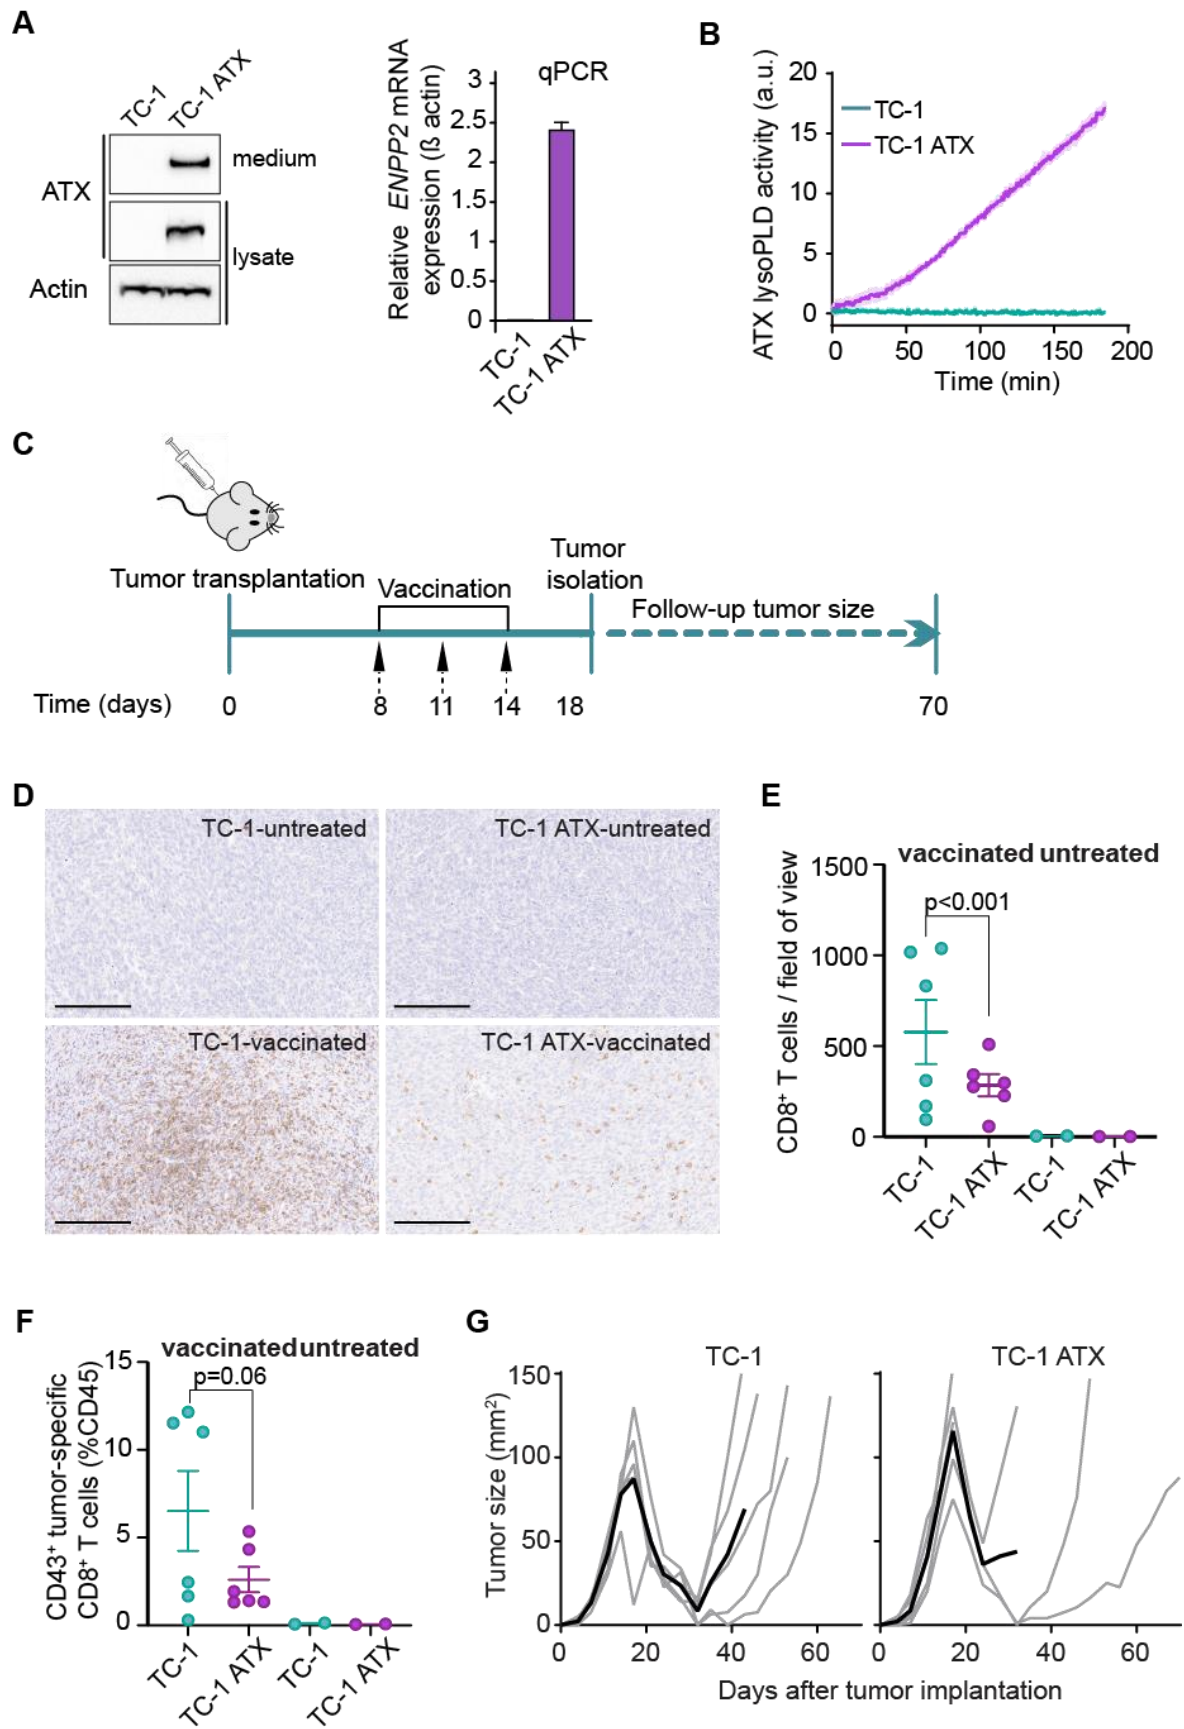 A
TC-1
TC-1 ATX
ATX
medium
lysate
Actin
qPCR
Relative ENPP2 mRNA
expression (ß actin)
3
2.5
2
1.5
1
0.5
0
TC-1
TC-1 ATX
B
ATX lysoPLD activity (a.u.)
20
15
10
5
0
TC-1
TC-1 ATX
0 50 100 150 200
Time (min)
C
Tumor transplantation
Vaccination
Tumor
isolation
Follow-up tumor size
Time (days) 0 8 11 14 18 70
D
TC-1-untreated
TC-1 ATX-untreated
TC-1-vaccinated
TC-1 ATX-vaccinated
E
vaccinated untreated
p<0.001
CD8+ T cells / field of view
1500
1000
500
0
TC-1
TC-1 ATX
TC-1
TC-1 ATX
F
vaccinated untreated
p=0.06
CD43+ tumor-specific
CD8+ T cells (%CD45)
15
10
5
0
TC-1
TC-1 ATX
TC-1
TC-1 ATX
G
TC-1
TC-1 ATX
Tumor size (mm2)
150
100
50
0
0 20 40 60
0 20 40 60
Days after tumor implantation